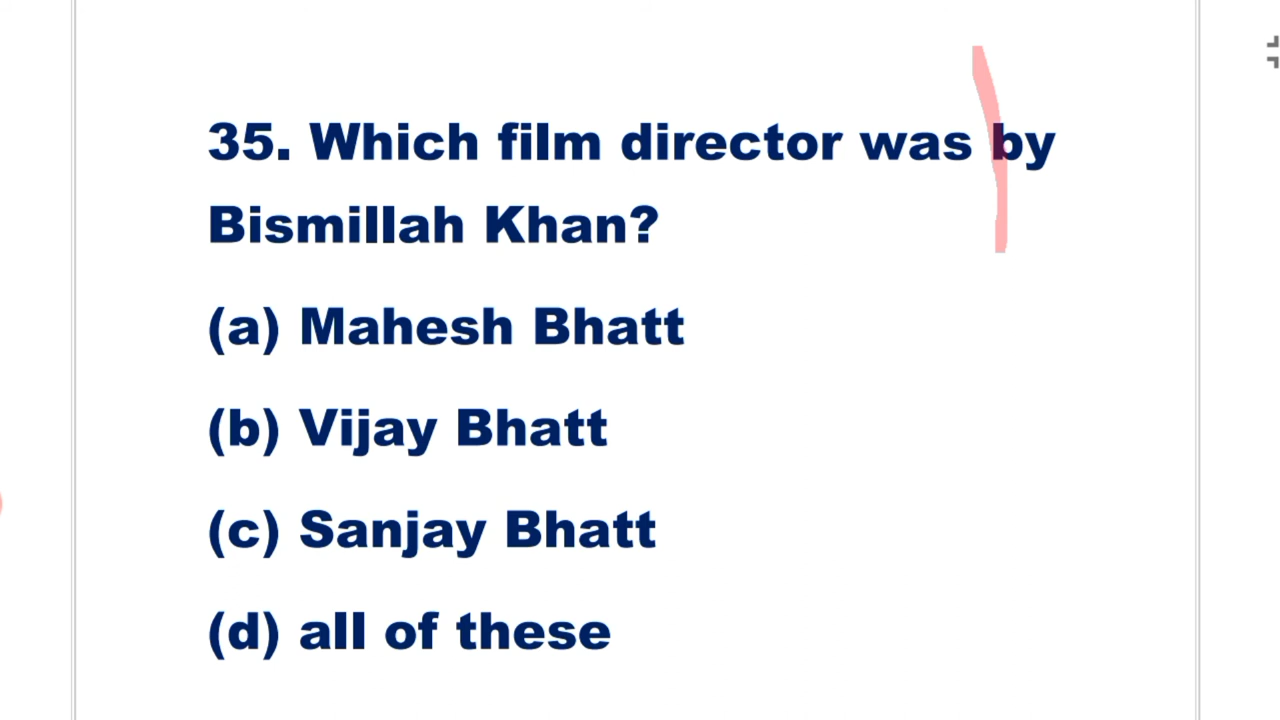 35. Which film director was by
Bismillah Khan?
(a) Mahesh Bhatt
(b) Vijay Bhatt
(c) Sanjay Bhatt
(d) all of these